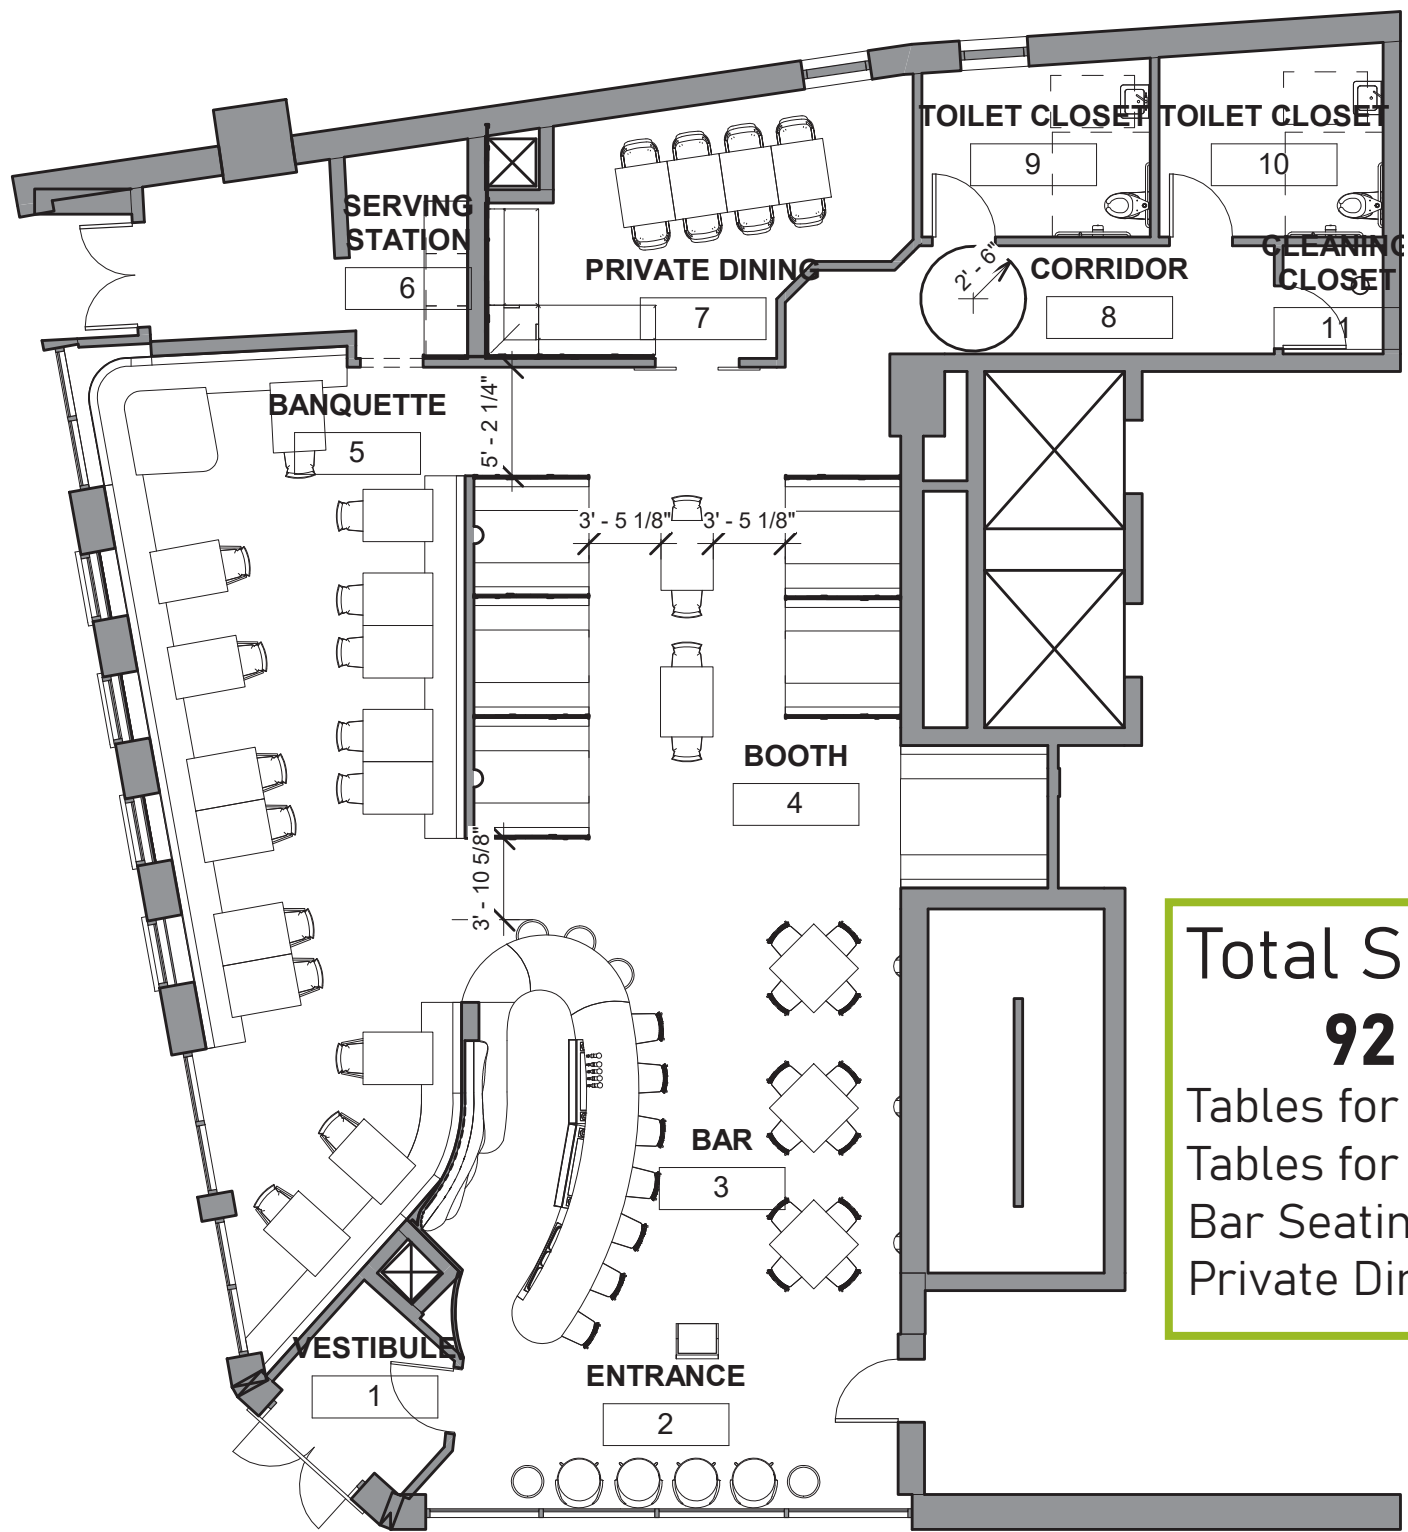 TOILET CLOSET
9
TOILET CLOSET
10
SERVING
STATION
6
PRIVATE DINING
7
2' - 6"
CORRIDOR
8
CLEANING
CLOSET
11
BANQUETTE
5
5' - 2 1/4"
3' - 5 1/8"
3' - 5 1/8"
BOOTH
4
3' - 10 5/8"
BAR
3
VESTIBULE
1
ENTRANCE
2
Total S
92
Tables for
Tables for
Bar Seatin
Private Dir